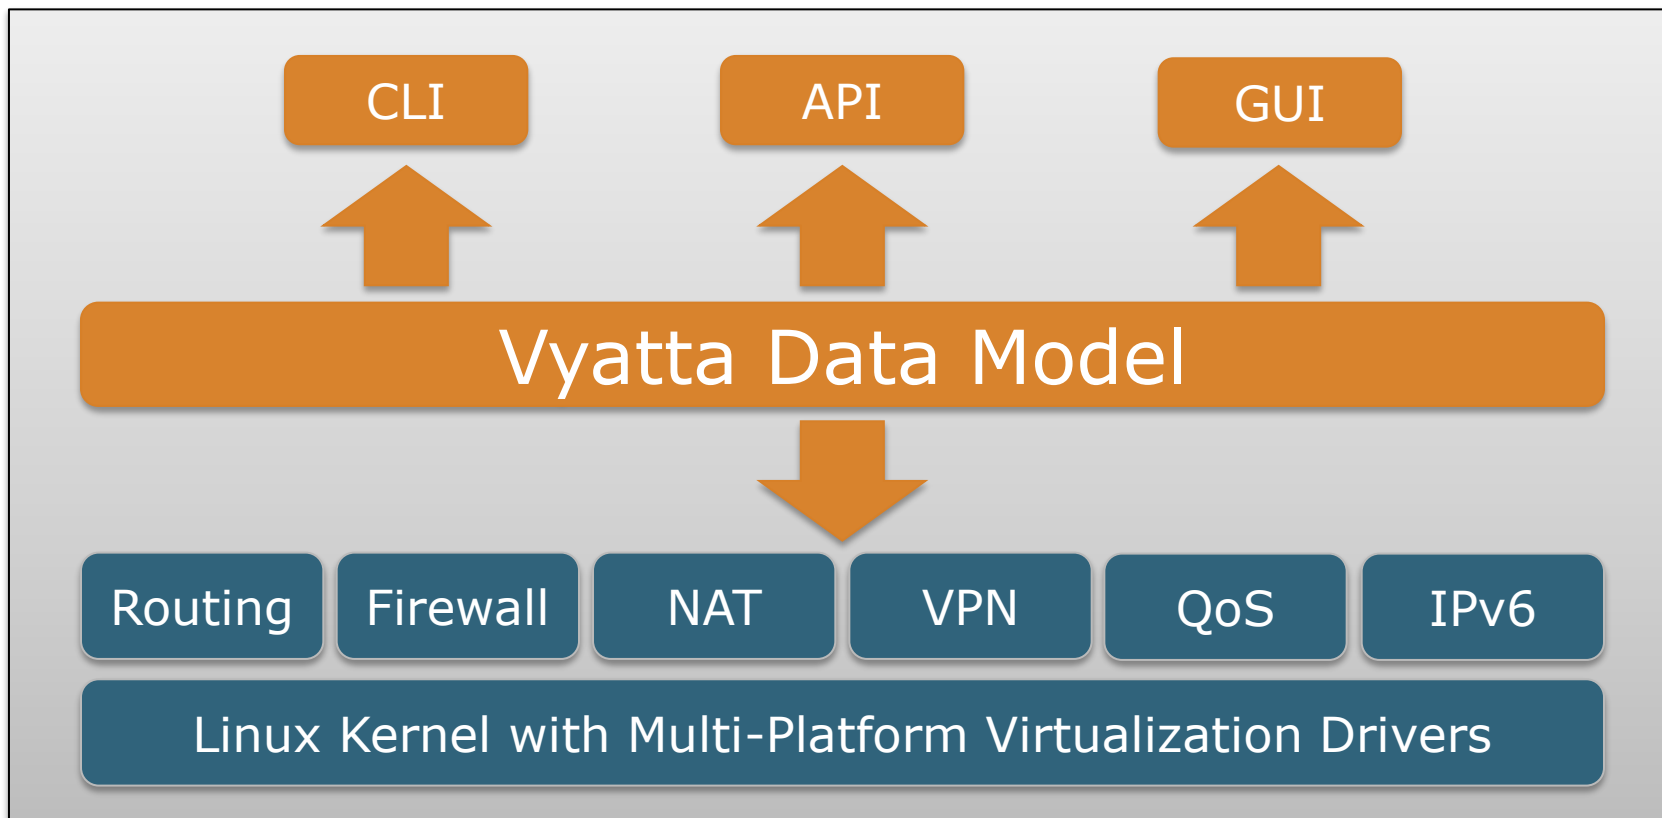 CLI
API
GUI
Vyatta Data Model
Routing
Firewall
NAT
VPN
QoS
IPv6
Linux Kernel with Multi-Platform Virtualization Drivers